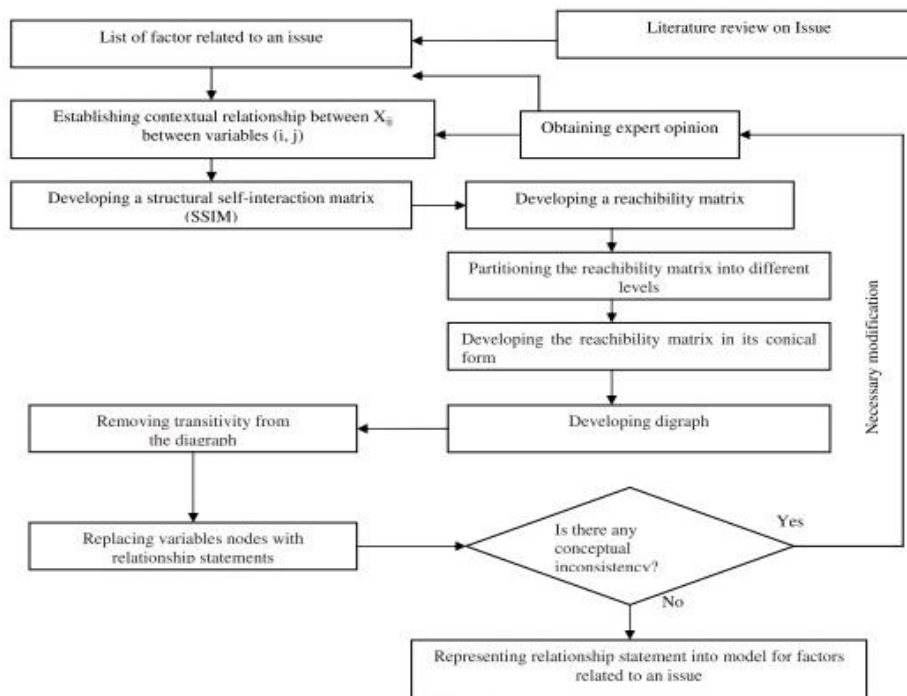 List of factor related to an issue
Literature review on Issue
Establishing contextual relationship between X_ij
between variables (i, j)
Obtaining expert opinion
Developing a structural self-interaction matrix
(SSIM)
Developing a reachibility matrix
Partitioning the reachibility matrix into different
levels
Developing the reachibility matrix in its conical
form
Necessary modification
Removing transitivity from
the diagraph
Developing digraph
Replacing variables nodes with
relationship statements
Is there any
conceptual
inconsistency?
Yes
No
Representing relationship statement into model for factors
related to an issue